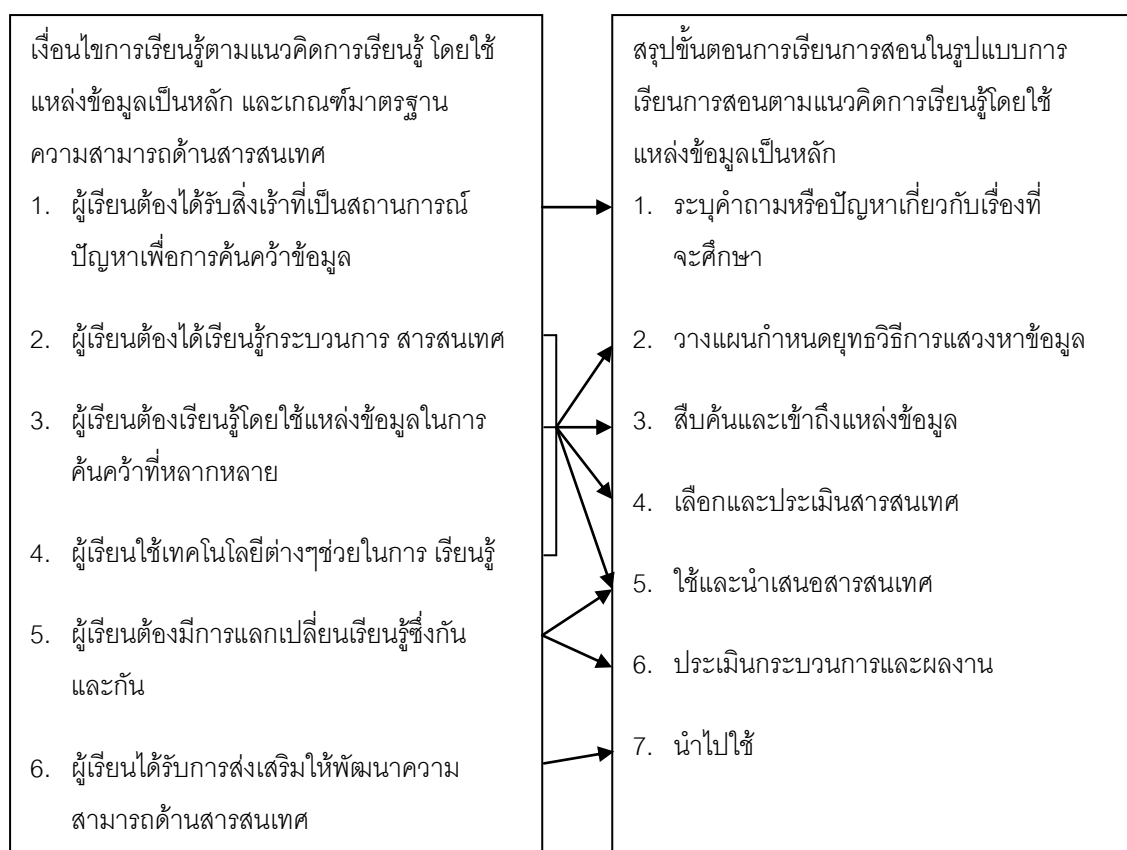 เงื่อนไขการเรียนรู้ตามแนวคิดการเรียนรู้ โดยใช้
แหล่งข้อมูลเป็นหลัก และเกณฑ์มาตรฐาน
ความสามารถด้านสารสนเทศ
1. ผู้เรียนต้องได้รับสิ่งเร้าที่เป็นสถานการณ์
ปัญหาเพื่อการค้นคว้าข้อมูล
2. ผู้เรียนต้องได้เรียนรู้กระบวนการ สารสนเทศ
3. ผู้เรียนต้องเรียนรู้โดยใช้แหล่งข้อมูลในการ
ค้นคว้าที่หลากหลาย
4. ผู้เรียนใช้เทคโนโลยีต่างๆช่วยในการ เรียนรู้
5. ผู้เรียนต้องมีการแลกเปลี่ยนเรียนรู้ซึ่งกัน
และกัน
6. ผู้เรียนได้รับการส่งเสริมให้พัฒนาความ
สามารถด้านสารสนเทศ
สรุปขั้นตอนการเรียนการสอนในรูปแบบการ
เรียนการสอนตามแนวคิดการเรียนรู้โดยใช้
แหล่งข้อมูลเป็นหลัก
1. ระบุคำถามหรือปัญหาเกี่ยวกับเรื่องที่
จะศึกษา
2. วางแผนกำหนดยุทธวิธีการแสวงหาข้อมูล
3. สืบค้นและเข้าถึงแหล่งข้อมูล
4. เลือกและประเมินสารสนเทศ
5. ใช้และนำเสนอสารสนเทศ
6. ประเมินกระบวนการและผลงาน
7. นำไปใช้